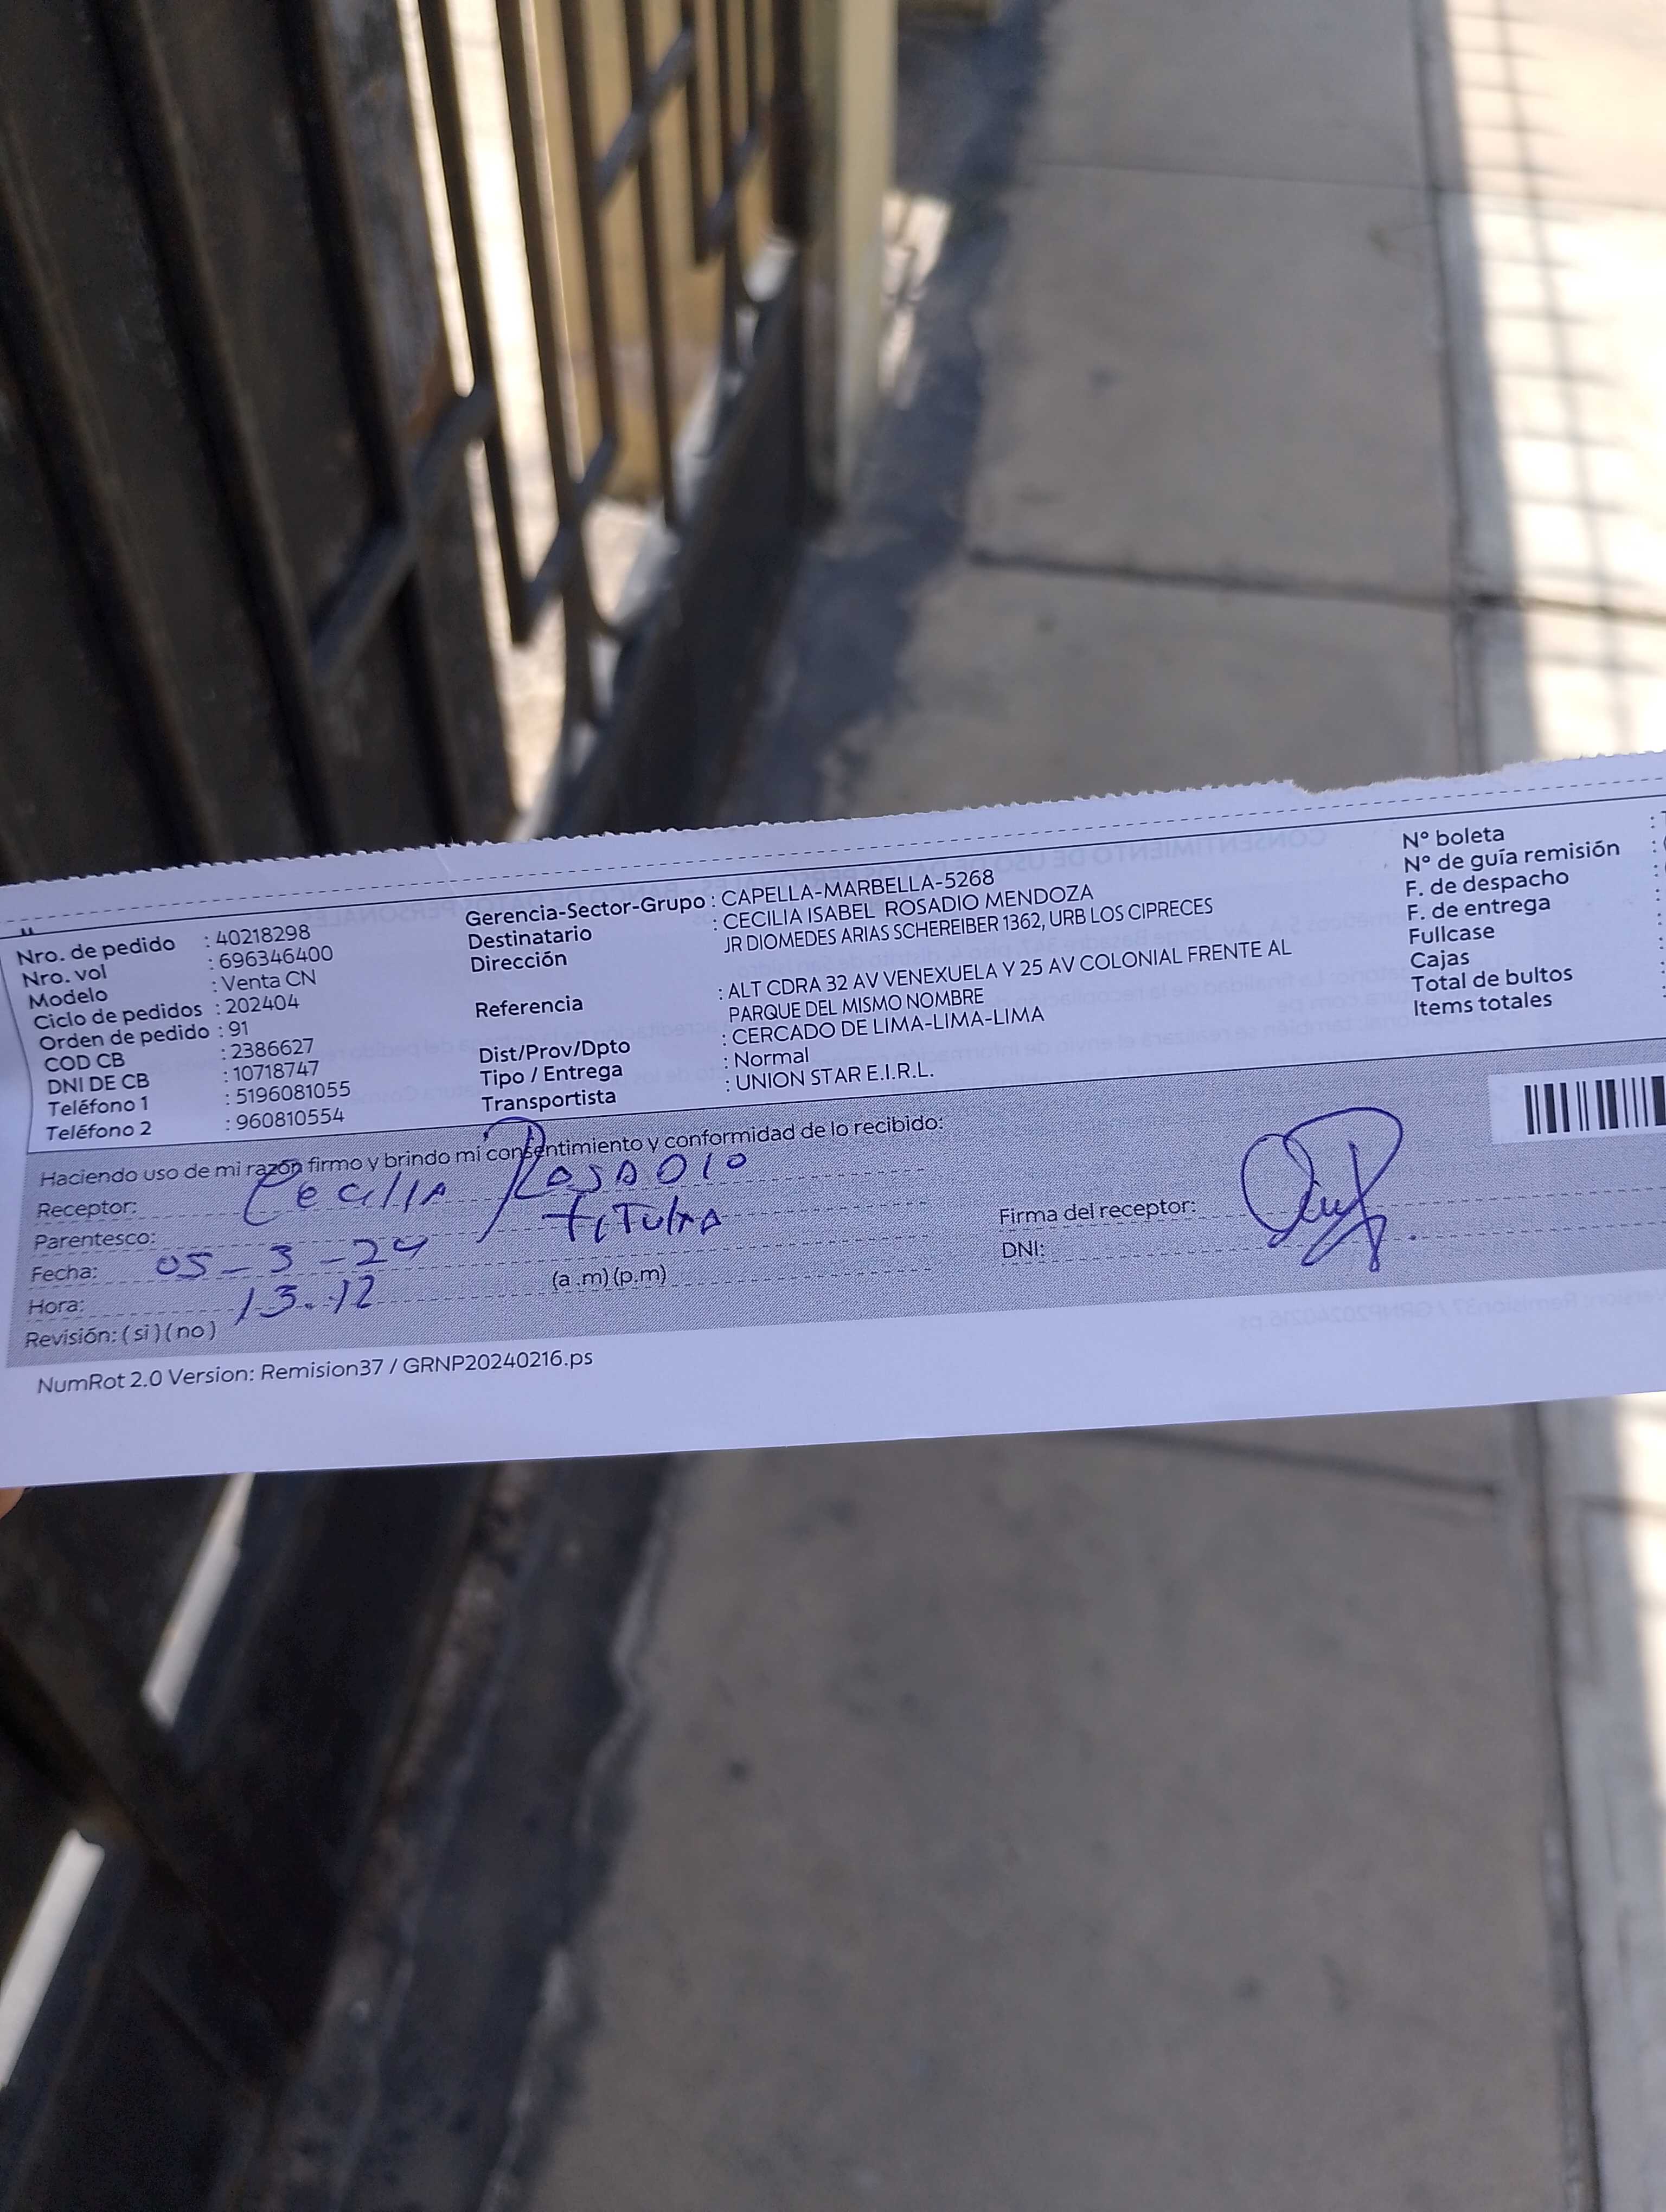 Nro. de pedido : 40218298
Nro. vol : 696346400
Modelo : Venta CN
Ciclo de pedidos : 202404
Orden de pedido : 91
COD CB : 2386627
DNI DE CB : 10718747
Teléfono 1 : 5196081055
Teléfono 2 : 960810554
Gerencia-Sector-Grupo : CAPELLA-MARBELLA-5268
Destinatario : CECILIA ISABEL ROSADIO MENDOZA
Dirección JR DIOMEDES ARIAS SCHEREIBER 1362, URB LOS CIPRECES
Referencia : ALT CDRA 32 AV VENEXUELA Y 25 AV COLONIAL FRENTE AL
PARQUE DEL MISMO NOMBRE
Dist/Prov/Dpto : CERCADO DE LIMA-LIMA-LIMA
Tipo / Entrega : Normal
Transportista : UNION STAR E.I.R.L.
N° boleta :
N° de guía remisión :
F. de despacho :
F. de entrega :
Fullcase
Cajas :
Total de bultos :
Items totales :
Haciendo uso de mi razón firmo y brindo mi consentimiento y conformidad de lo recibido:
Receptor: Cecilia Rosadio
Parentesco: titular
Fecha: 05-3-24
Hora: 13:12 (a .m) (p.m)
Revisión: ( si ) ( no )
Firma del receptor:
DNI:
NumRot 2.0 Version: Remision37 / GRNP20240216.ps